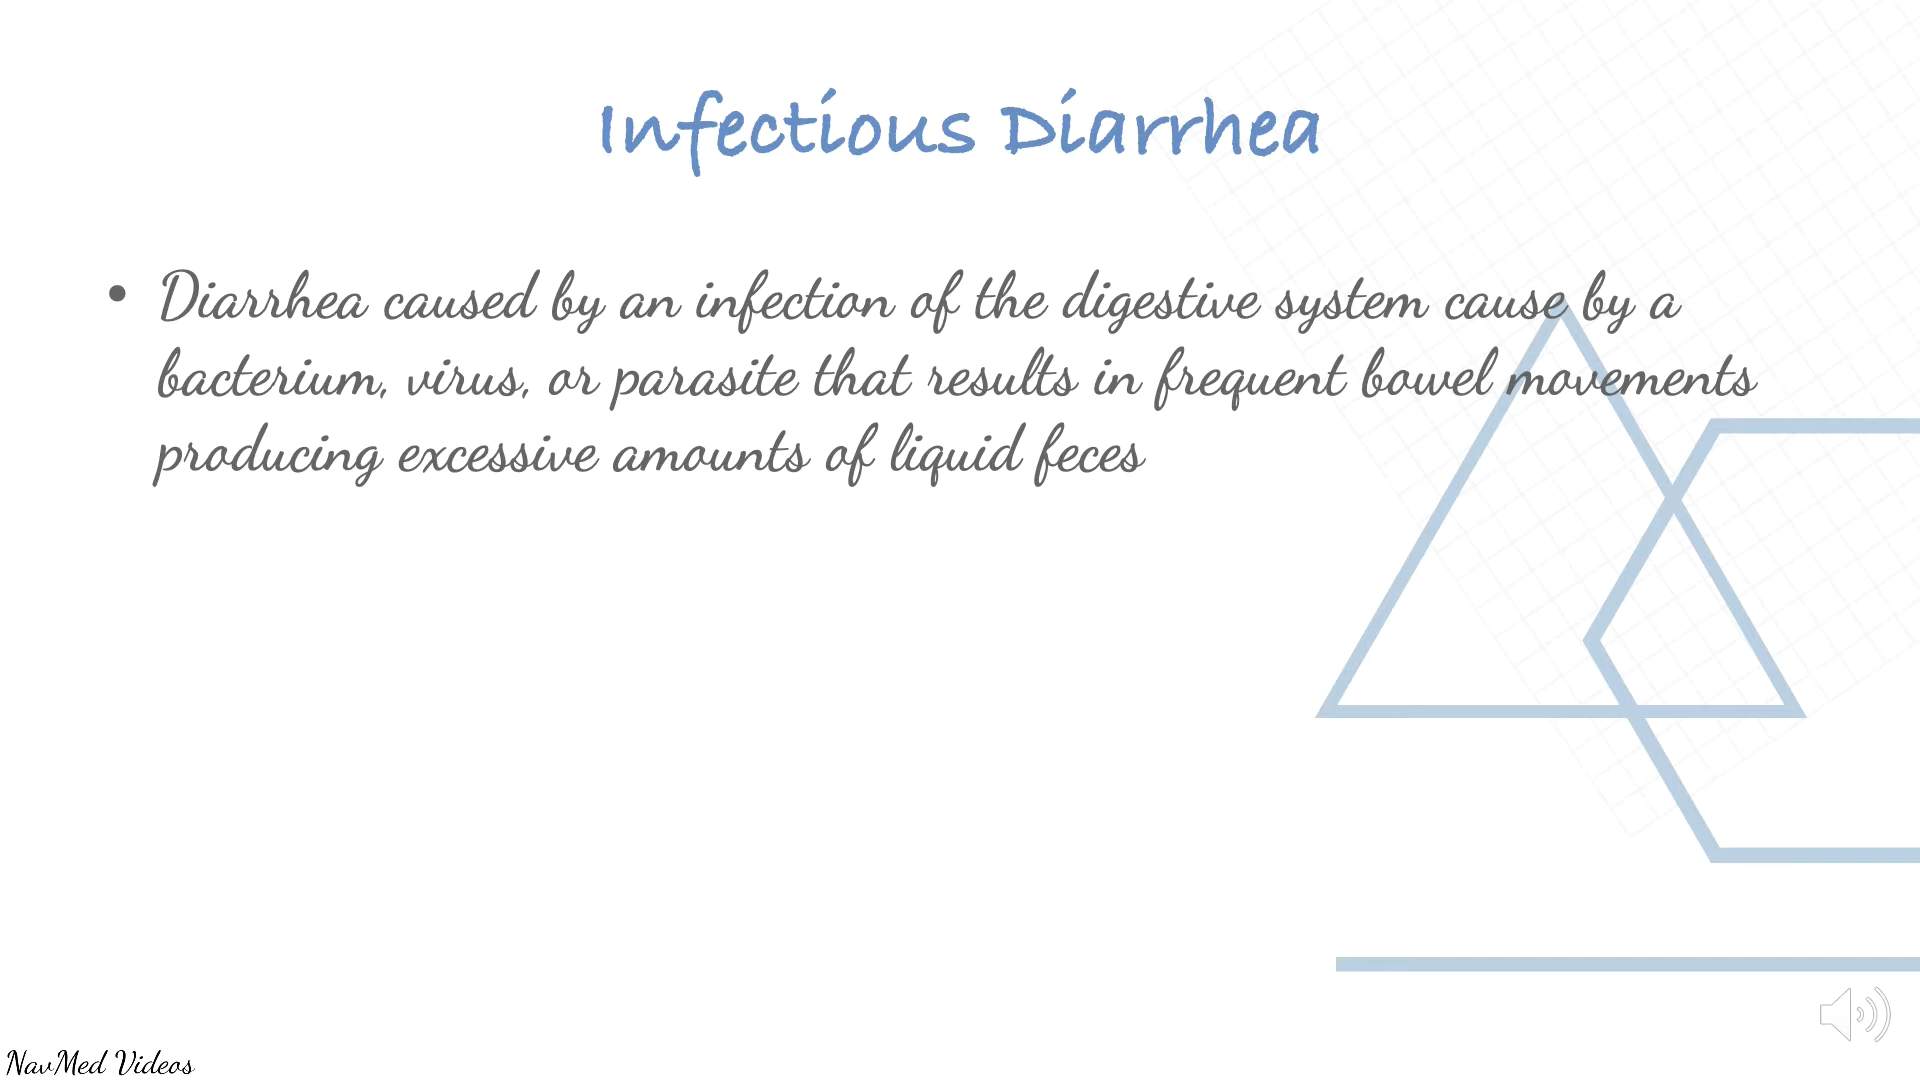 Infectious Diarrhea
• Diarrhea caused by an infection of the digestive system cause by a
bacterium, virus, or parasite that results in frequent bowel movements
producing excessive amounts of liquid feces
NavMed Videos